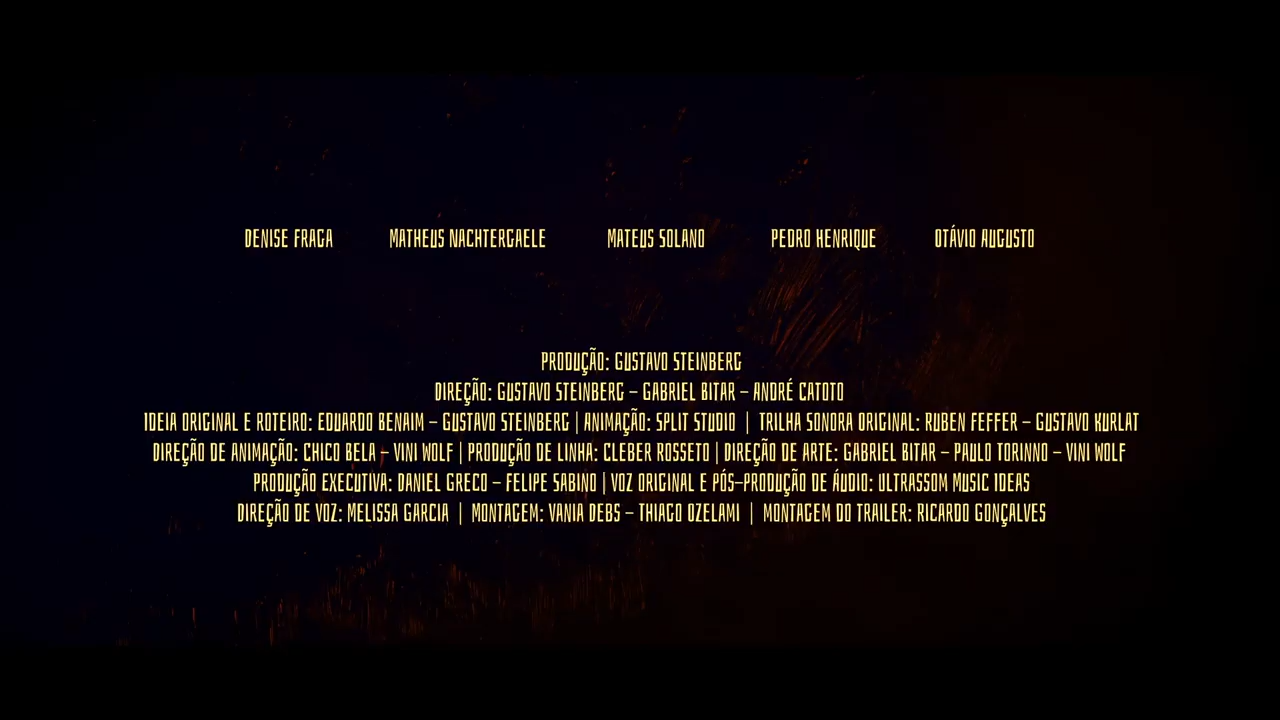 DENISE FRAGA MATHEUS NACHTERGAELE MATEUS SOLANO PEDRO HENRIQUE OTÁVIO AUGUSTO
PRODUÇÃO: GUSTAVO STEINBERG
DIREÇÃO: GUSTAVO STEINBERG – GABRIEL BITAR – ANDRÉ CATOTO
IDEIA ORIGINAL E ROTEIRO: EDUARDO BENAIM – GUSTAVO STEINBERG | ANIMAÇÃO: SPLIT STUDIO | TRILHA SONORA ORIGINAL: RUBEN FEFFER – GUSTAVO KURLAT
DIREÇÃO DE ANIMAÇÃO: CHICO BELA – VINI WOLF | PRODUÇÃO DE LINHA: CLEBER ROSSETO | DIREÇÃO DE ARTE: GABRIEL BITAR – PAULO TORINNO – VINI WOLF
PRODUÇÃO EXECUTIVA: DANIEL GRECO – FELIPE SABINO | VOZ ORIGINAL E PÓS–PRODUÇÃO DE ÁUDIO: ULTRASSOM MUSIC IDEAS
DIREÇÃO DE VOZ: MELISSA GARCIA | MONTAGEM: VANIA DEBS – THIAGO OZELAMI | MONTAGEM DO TRAILER: RICARDO GONÇALVES